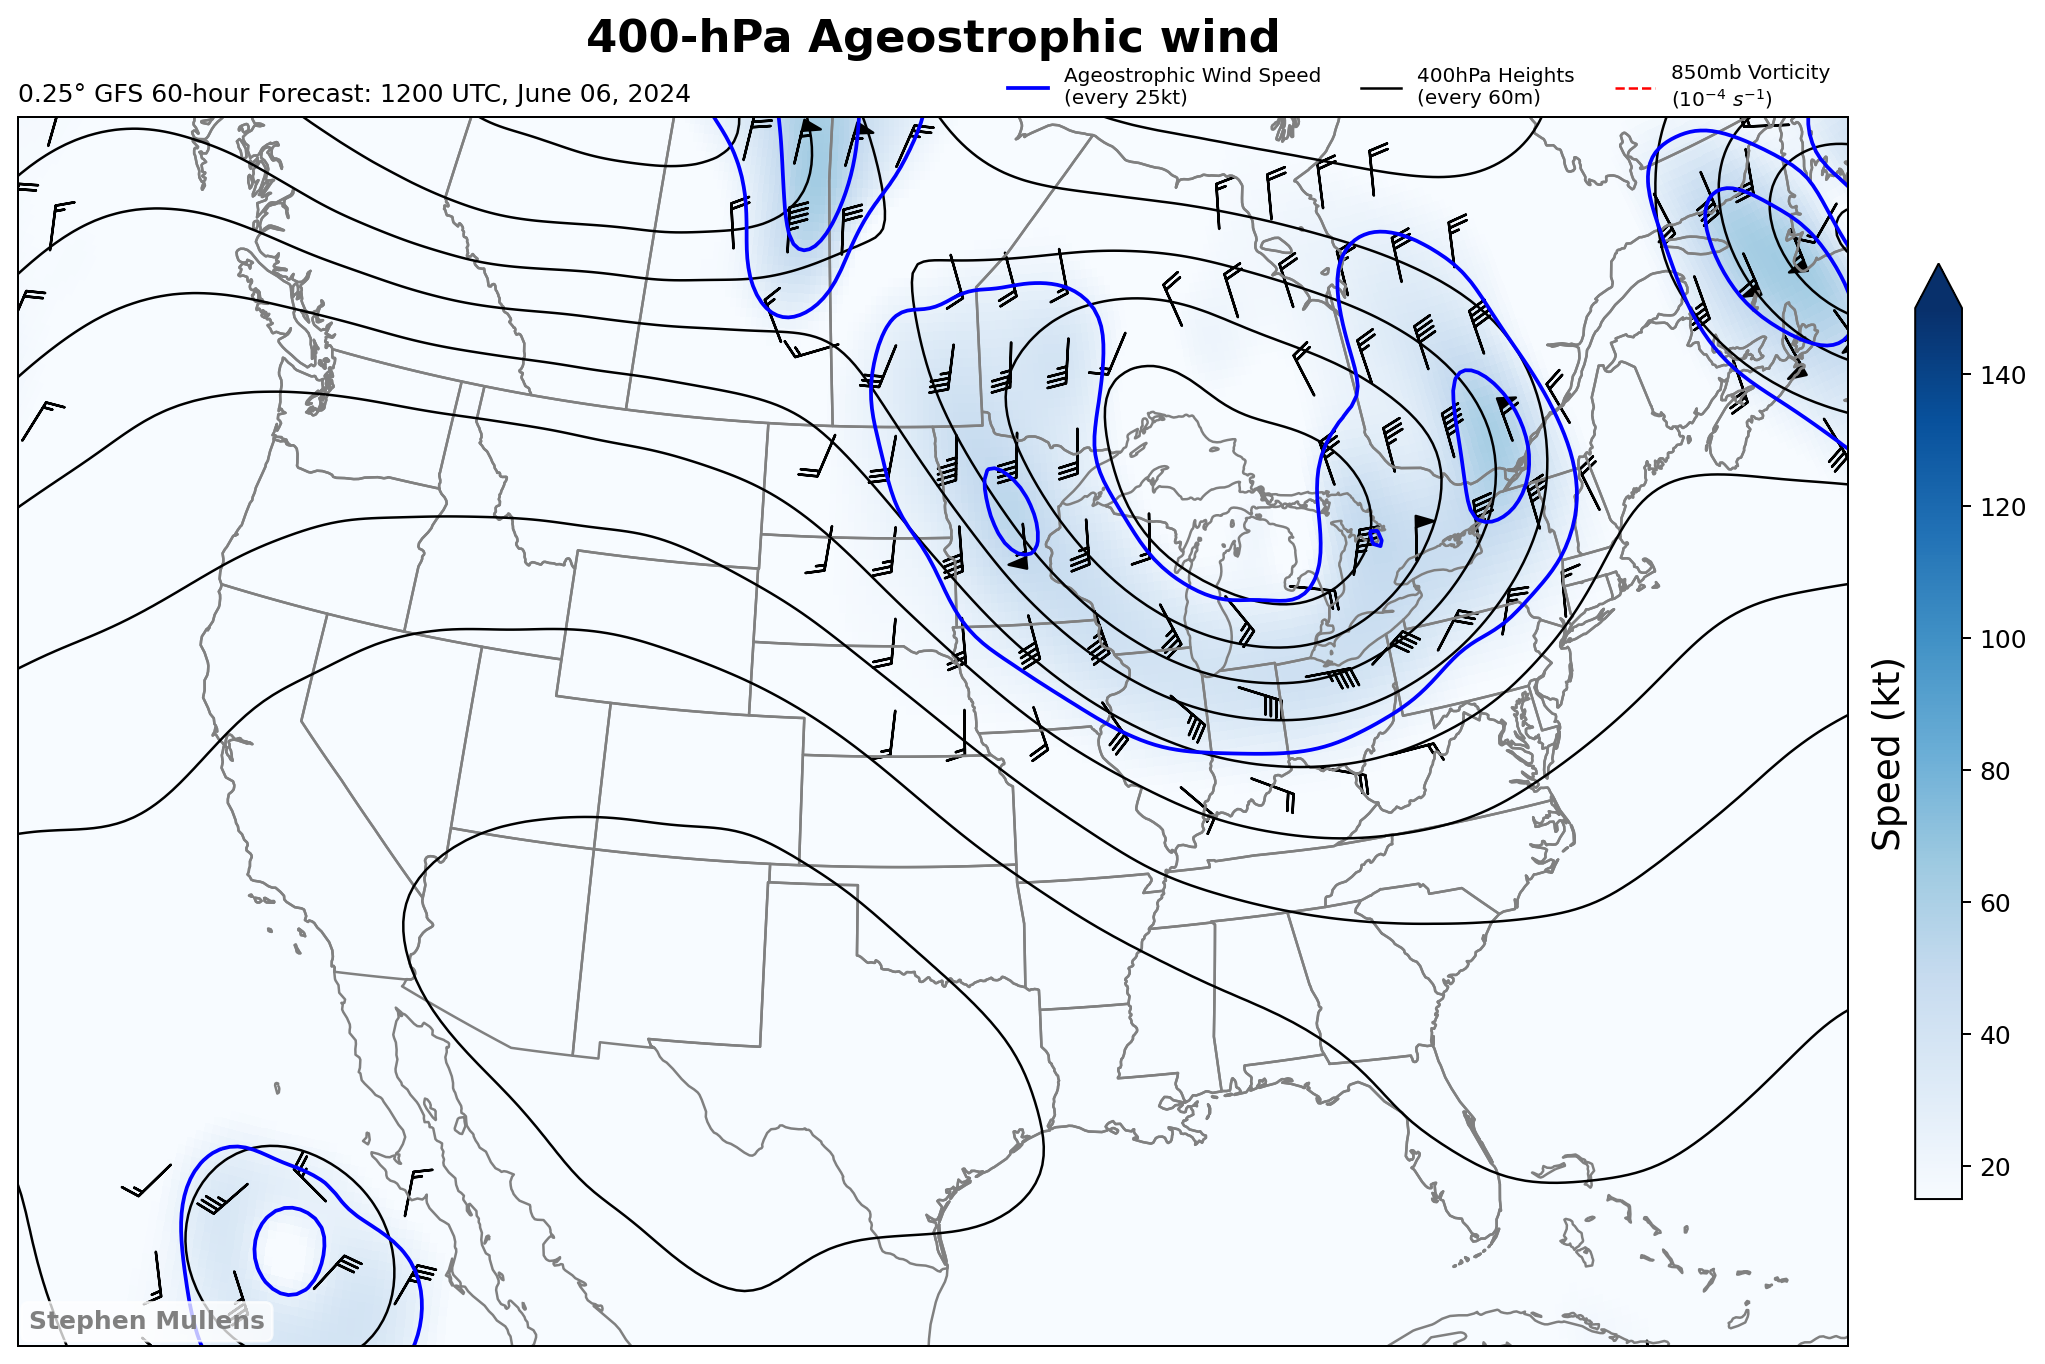 400-hPa Ageostrophic wind
0.25° GFS 60-hour Forecast: 1200 UTC, June 06, 2024
Ageostrophic Wind Speed
(every 25kt)
400hPa Heights
(every 60m)
850mb Vorticity
(10⁻⁴ s⁻¹)
140
120
100
80
60
40
20
Speed (kt)
Stephen Mullens